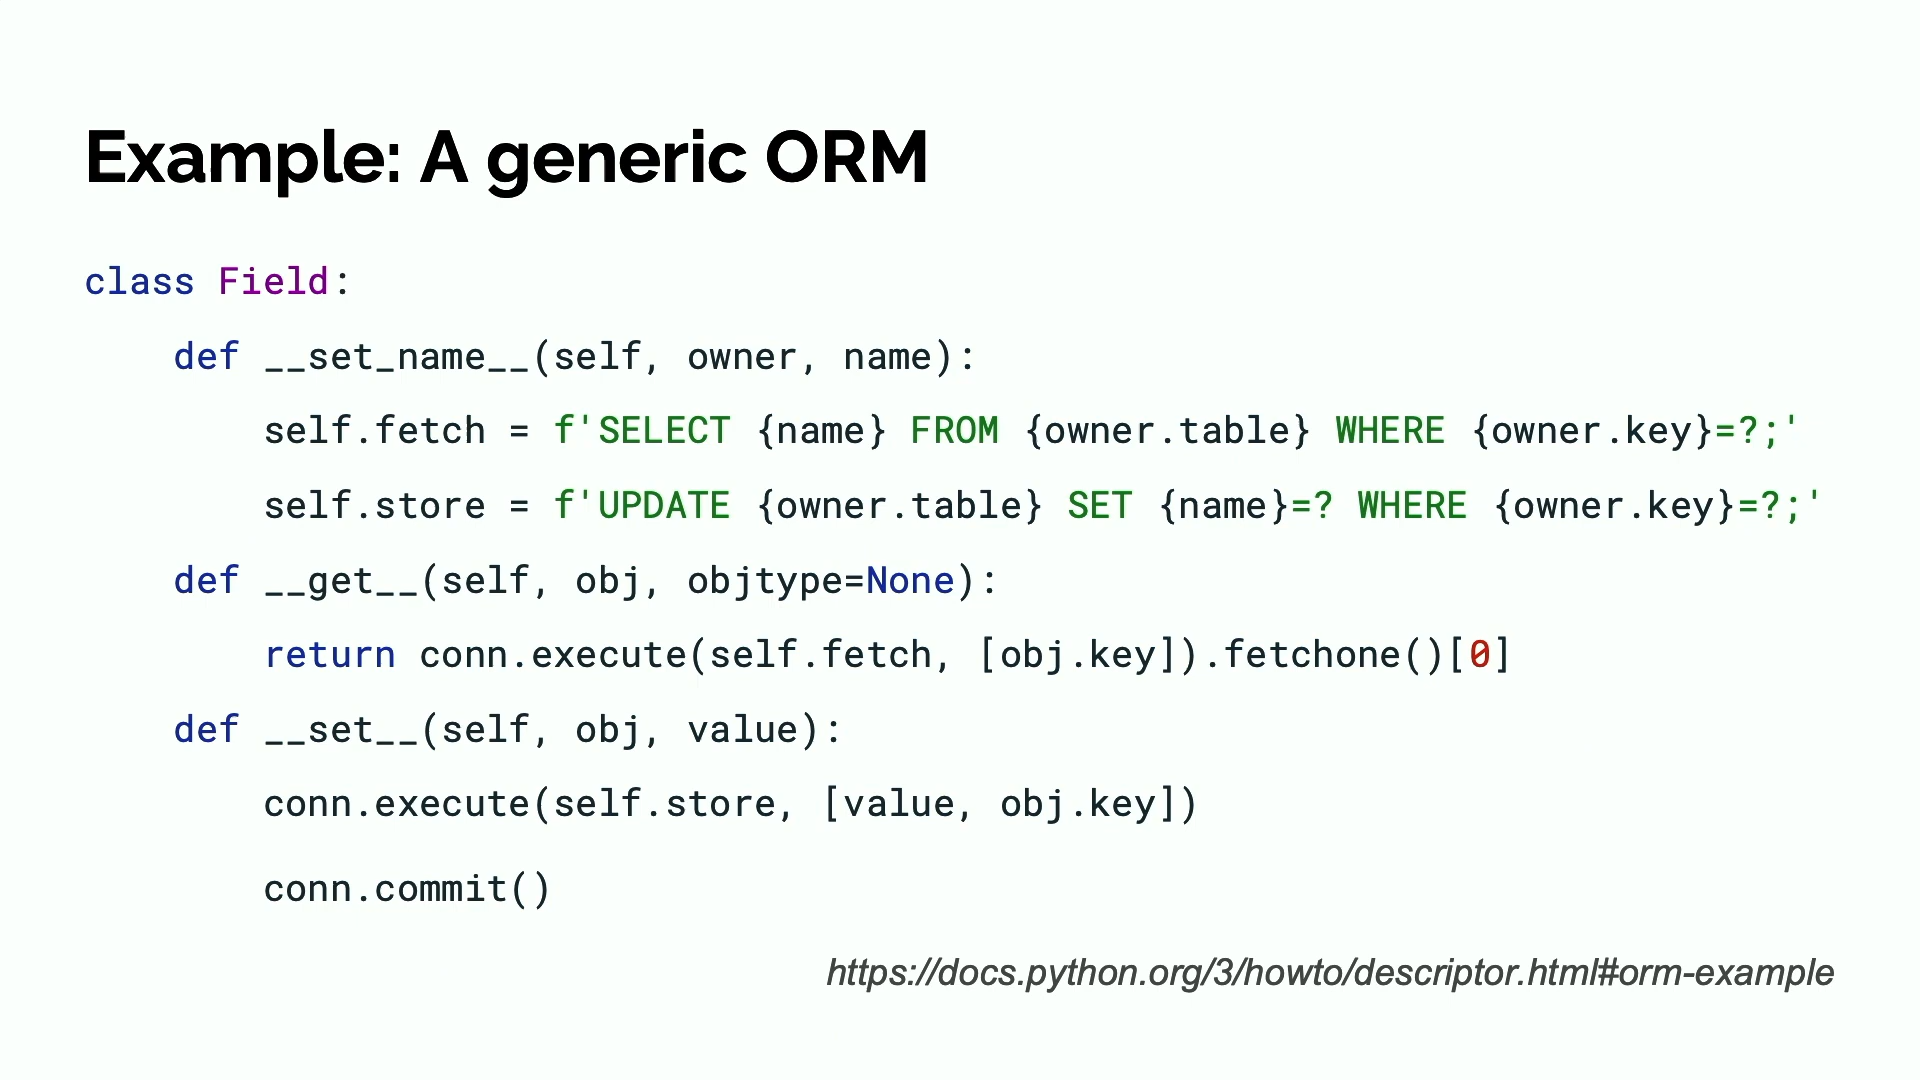 Example: A generic ORM
class Field:
    def __set_name__(self, owner, name):
        self.fetch = f'SELECT {name} FROM {owner.table} WHERE {owner.key}=?;'
        self.store = f'UPDATE {owner.table} SET {name}=? WHERE {owner.key}=?;'
    def __get__(self, obj, objtype=None):
        return conn.execute(self.fetch, [obj.key]).fetchone()[0]
    def __set__(self, obj, value):
        conn.execute(self.store, [value, obj.key])
        conn.commit()
https://docs.python.org/3/howto/descriptor.html#orm-example